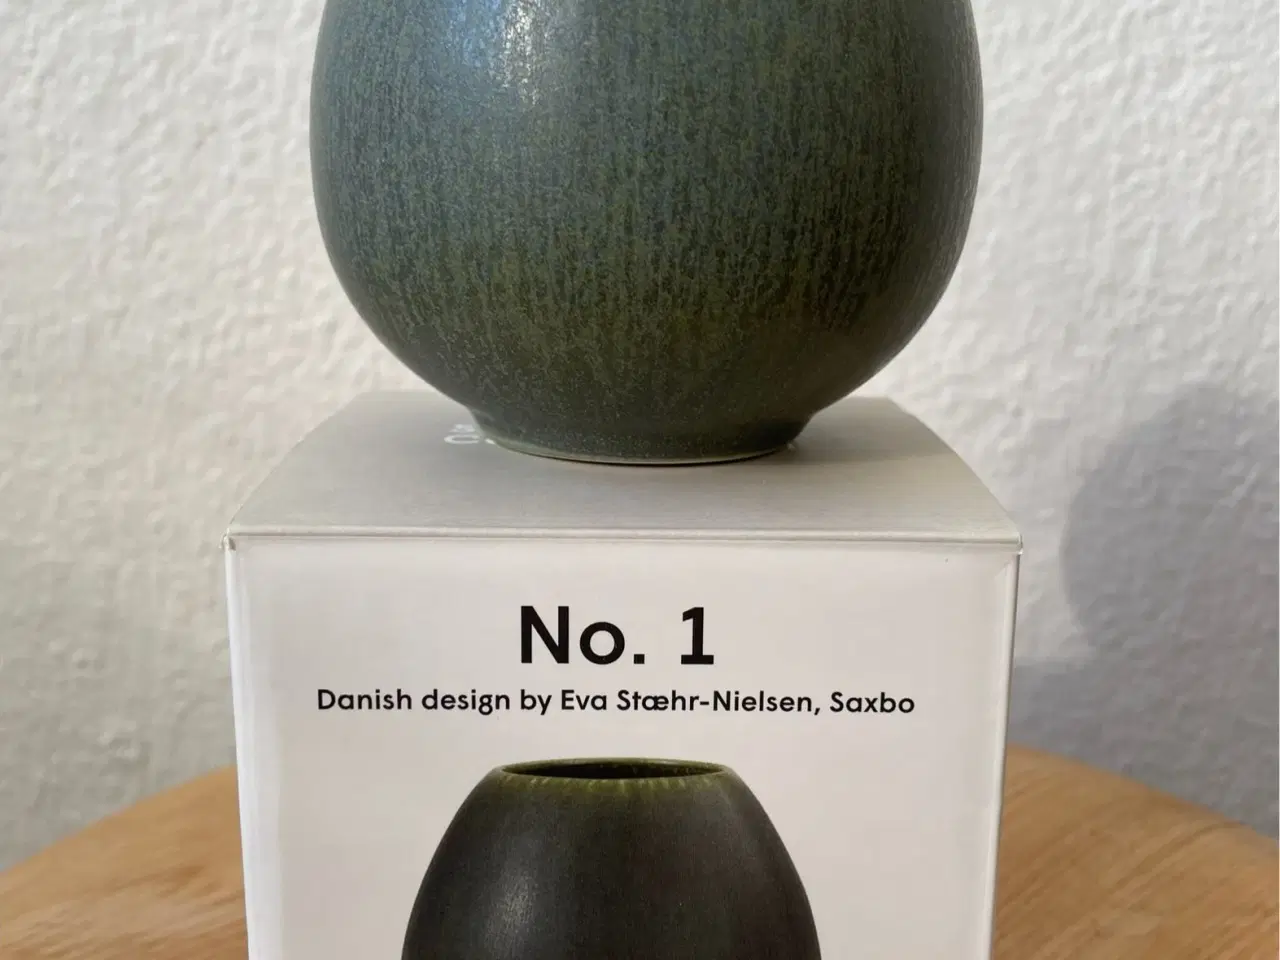 No. 1
Danish design by Eva Stæhr-Nielsen, Saxbo